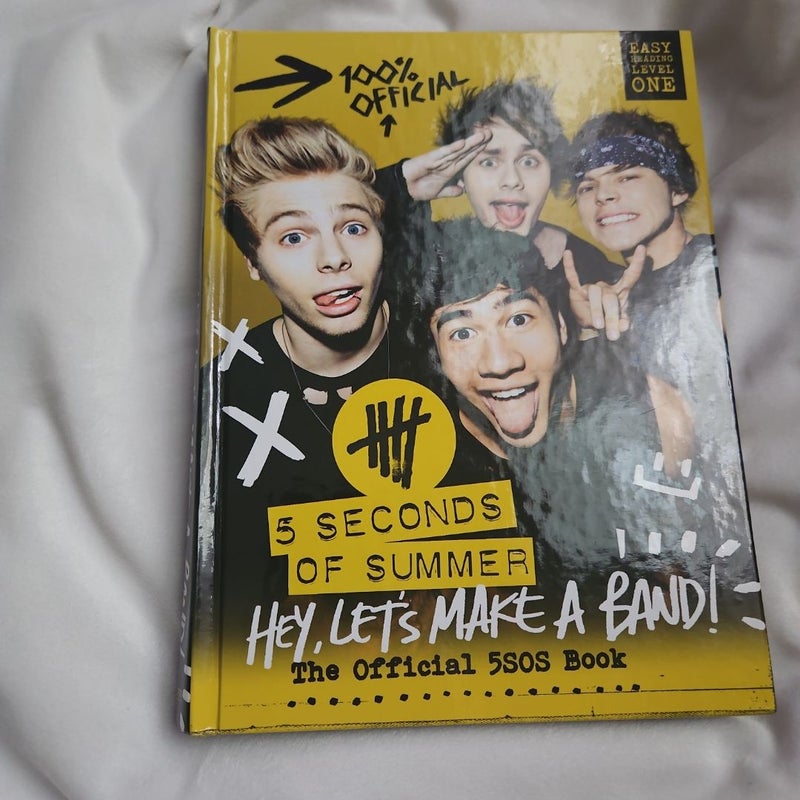 100%
OFFICIAL
EASY
READING
LEVEL
ONE
5 SECONDS
OF SUMMER
HEY, LET'S MAKE A BAND!
The Official 5SOS Book